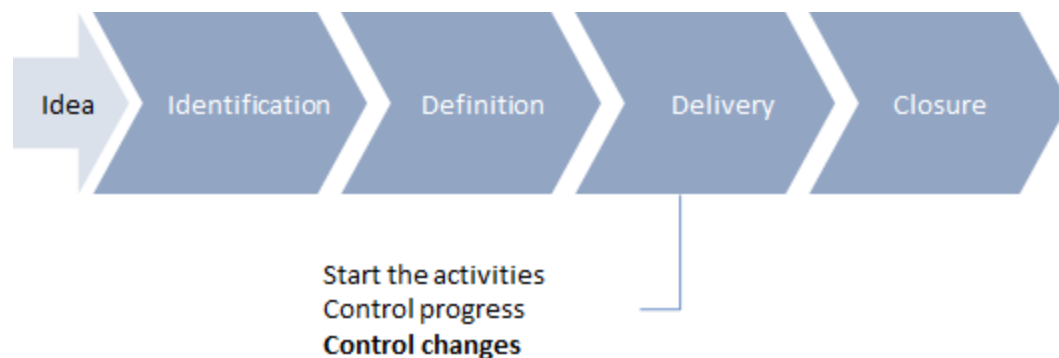 Idea
Identification
Definition
Delivery
Closure
Start the activities
Control progress
Control changes